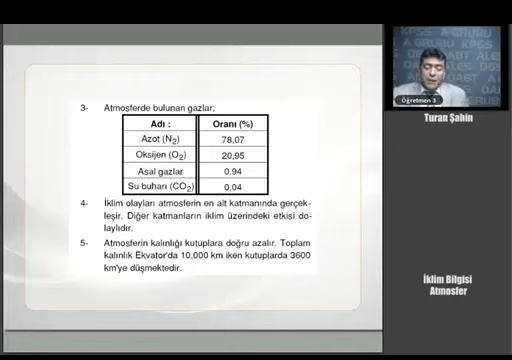 3- Atmosferde bulunan gazlar;
Adı : Oranı (%)
Azot (N2) 78,07
Oksijen (O2) 20,95
Asal gazlar 0,94
Su buharı (CO2) 0,04
4- İklim olayları atmosferin en alt katmanında gerçek-
leşir. Diğer katmanların iklim üzerindeki etkisi do-
laylıdır.
5- Atmosferin kalınlığı kutuplara doğru azalır. Toplam
kalınlık Ekvator'da 10.000 km iken kutuplarda 3600
km'ye düşmektedir.
Öğretmen 3
Turan Şahin
İklim Bilgisi
Atmosfer